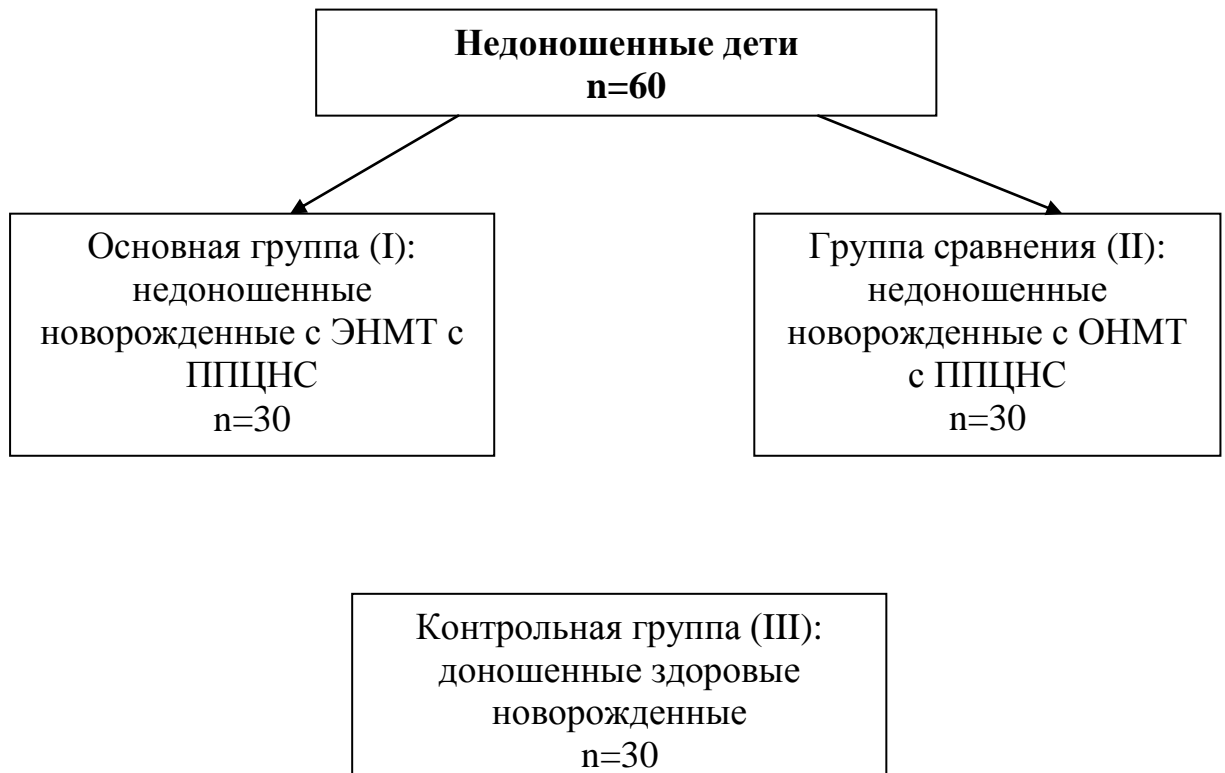 Недоношенные дети
n=60
Основная группа (I):
недоношенные
новорожденные с ЭНМТ с
ППЦНС
n=30
Группа сравнения (II):
недоношенные
новорожденные с ОНМТ
с ППЦНС
n=30
Контрольная группа (III):
доношенные здоровые
новорожденные
n=30